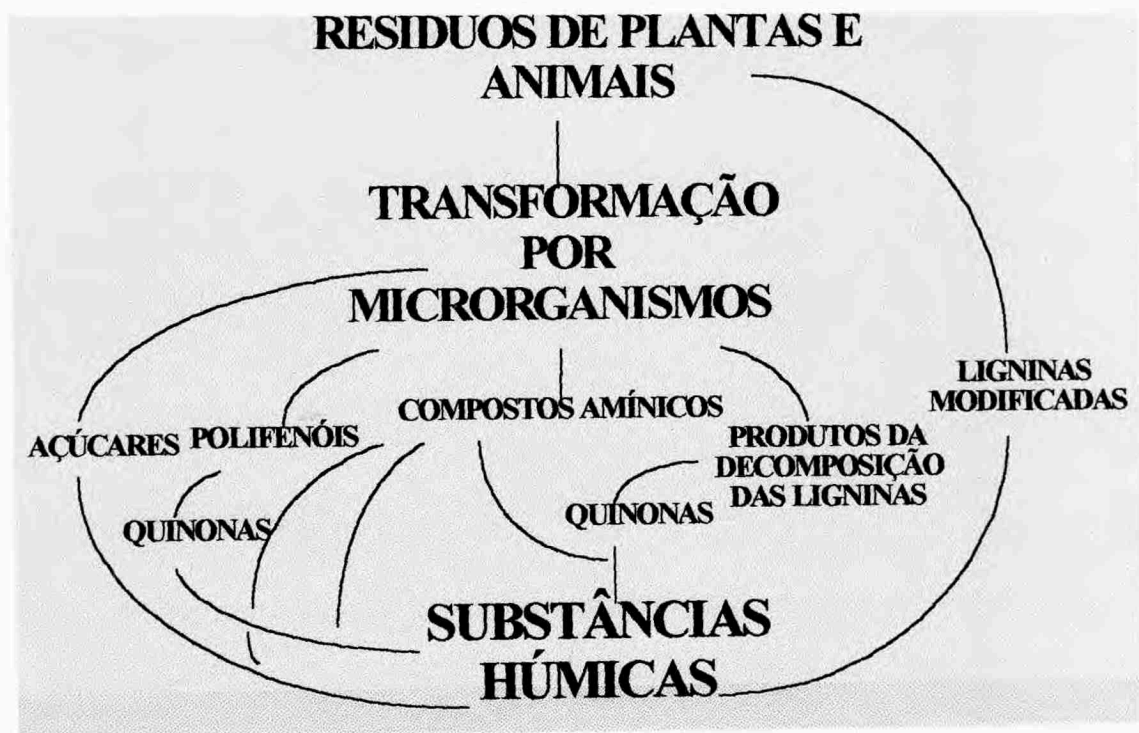 RESIDUOS DE PLANTAS E
ANIMAIS
TRANSFORMAÇÃO
POR
MICRORGANISMOS
LIGNINAS
MODIFICADAS
AÇÚCARES
POLIFENÓIS
COMPOSTOS AMÍNICOS
PRODUTOS DA
DECOMPOSIÇÃO
DAS LIGNINAS
QUINONAS
QUINONAS
SUBSTÂNCIAS
HÚMICAS